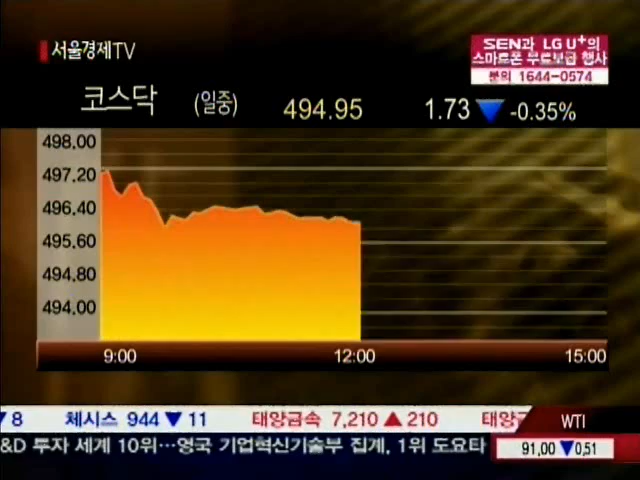 서울경제TV
SEN과 LG U+의
스마트폰 무료보급 행사
문의 1644-0574
코스닥 (일중) 494.95 1.73 ▼ -0.35%
498.00
497.20
496.40
495.60
494.80
494.00
9:00 12:00 15:00
▼ 8 체시스 944 ▼ 11 태양금속 7,210 ▲ 210 태양금 WTI
&D 투자 세계 10위…영국 기업혁신기술부 집계, 1위 도요타 91,00 ▼0,51